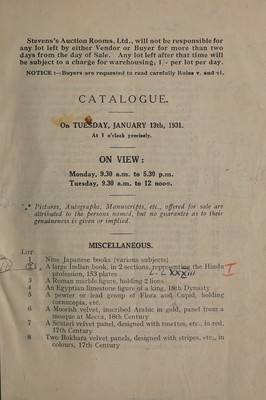 Stevens's Auction Rooms, Ltd., will not be responsible for
any lot left by either Vendor or Buyer for more than two
days from the day of Sale. Any lot left after that time will
be subject to a charge for warehousing, 1/- per lot per day.
NOTICE :—Buyers are requested to read carefully Rules v. and vi.
CATALOGUE.
On TUESDAY, JANUARY 13th, 1931.
At 1 o'clock precisely.
ON VIEW :
Monday, 9.30 a.m. to 5.30 p.m.
Tuesday, 9.30 a.m. to 12 noon.
*** Pictures, Autographs, Manuscripts, etc., offered for sale are
attributed to the persons named, but no guarantee as to their
genuineness is given or implied.
MISCELLANEOUS.
LOT
1 Nine Japanese books (various subjects)
2 A large Indian book, in 2 sections, representing the Hindu
profession, 153 plates
3 A Roman marble figure, holding 2 lions
4 An Egyptian limestone figure of a king, 18th Dynasty
5 A pewter or lead group of Flora and Cupid, holding
cornucopia, etc.
6 A Moorish velvet, inscribed Arabic in gold, panel from a
mosque at Mecca, 16th Century
7 A Scutari velvet panel, designed with rosettes, etc., in red,
17th Century
8 Two Bokhara velvet panels, designed with stripes, etc., in
colours, 17th Century